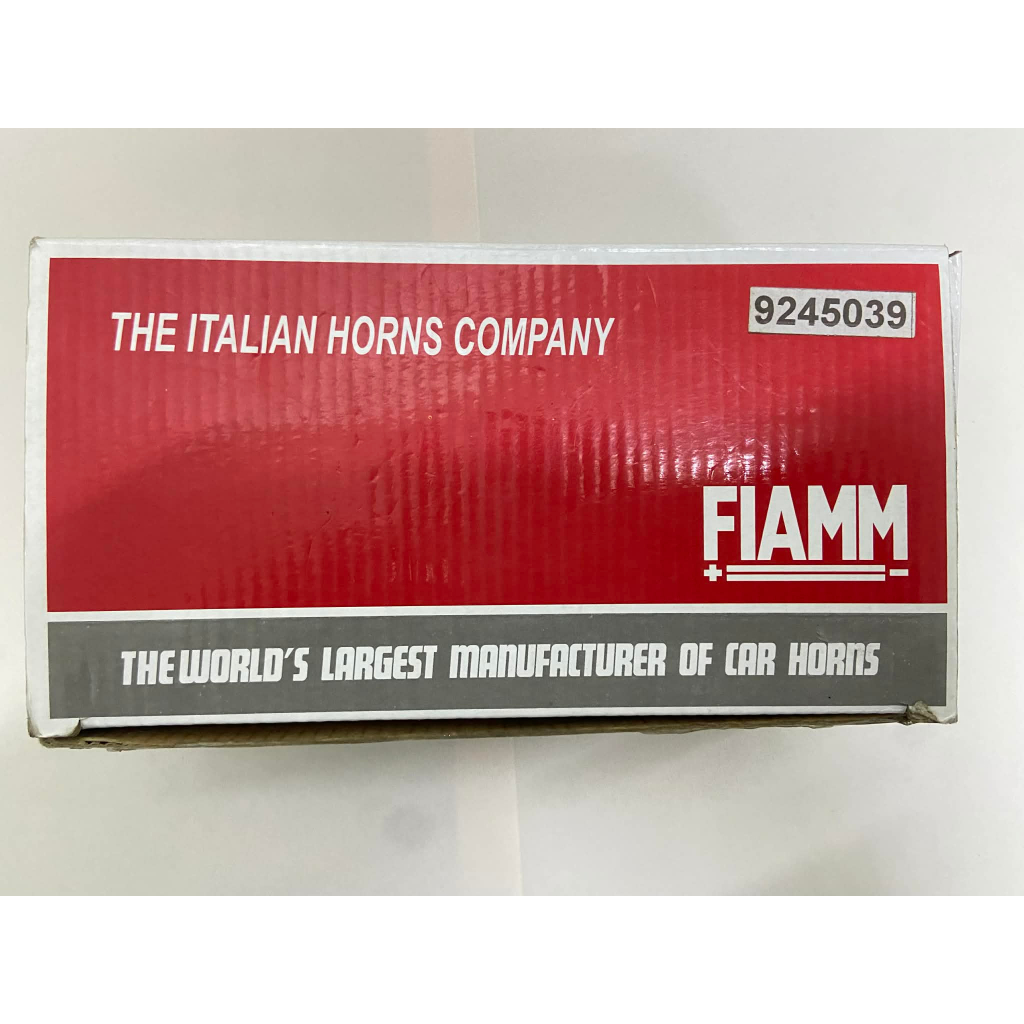 THE ITALIAN HORNS COMPANY
9245039
FIAMM
THE WORLD'S LARGEST MANUFACTURER OF CAR HORNS